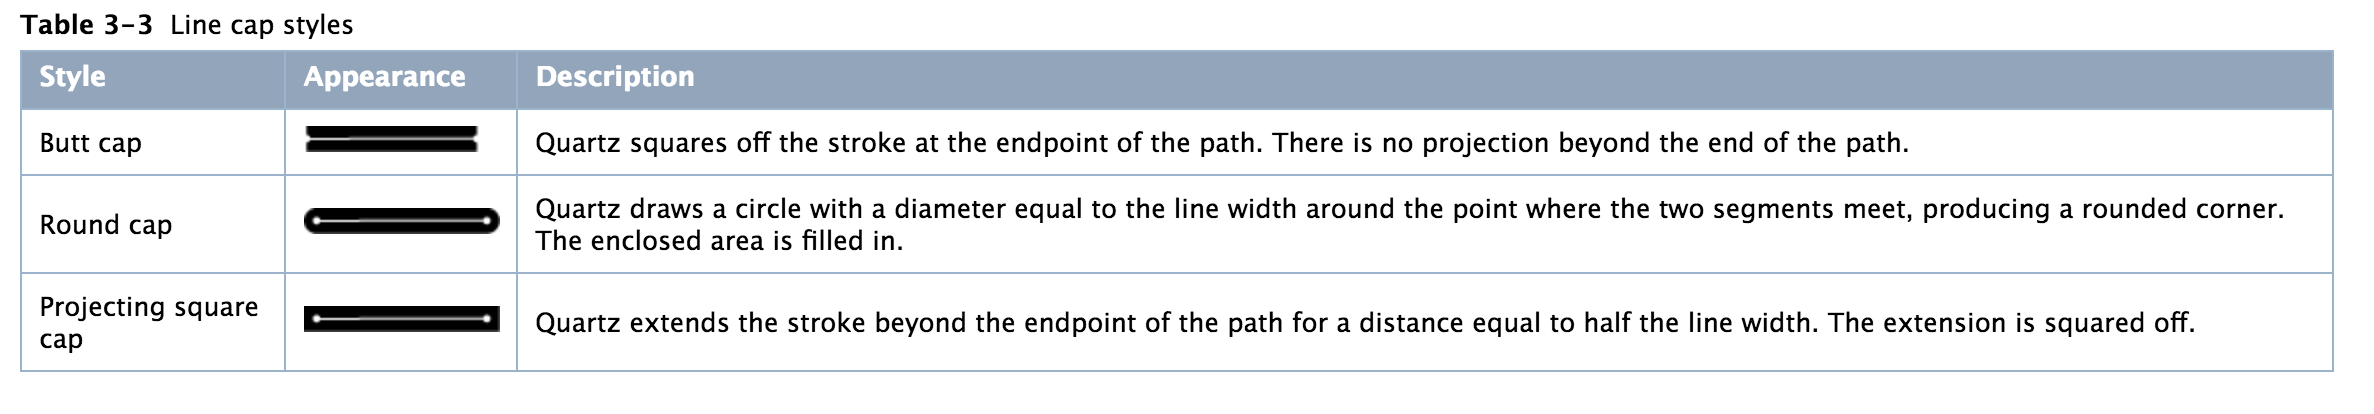 Table 3-3 Line cap styles
Style Appearance Description
Butt cap Quartz squares off the stroke at the endpoint of the path. There is no projection beyond the end of the path.
Round cap Quartz draws a circle with a diameter equal to the line width around the point where the two segments meet, producing a rounded corner.
The enclosed area is filled in.
Projecting square
cap
Quartz extends the stroke beyond the endpoint of the path for a distance equal to half the line width. The extension is squared off.